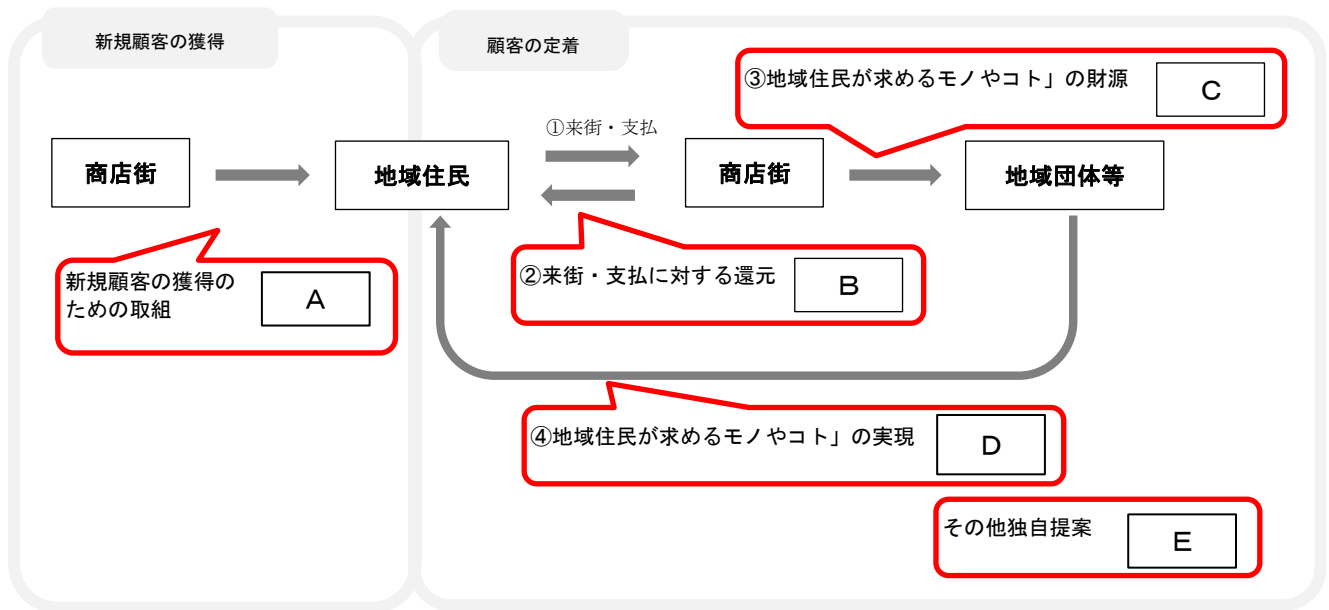 新規顧客の獲得
顧客の定着
③地域住民が求めるモノやコト」の財源
C
①来街・支払
商店街
地域住民
商店街
地域団体等
新規顧客の獲得の
ための取組
A
②来街・支払に対する還元
B
④地域住民が求めるモノやコト」の実現
D
その他独自提案
E